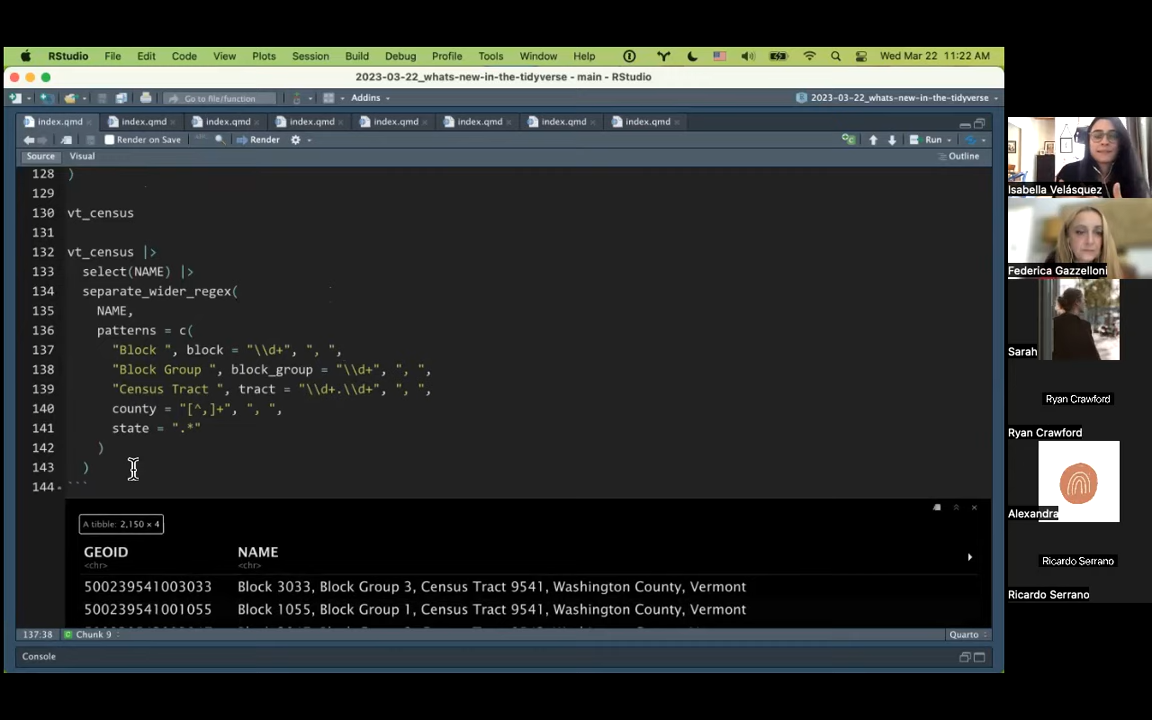 RStudio File Edit Code View Plots Session Build Debug Profile Tools Window Help Wed Mar 22 11:22 AM
2023-03-22_whats-new-in-the-tidyverse - main - RStudio
Go to file/function Addins 2023-03-22_whats-new-in-the-tidyverse
index.qmd index.qmd index.qmd index.qmd index.qmd index.qmd index.qmd index.qmd
Render on Save Render Run
Source Visual Outline
128 )
129
130 vt_census
131
132 vt_census |>
133 select(NAME) |>
134 separate_wider_regex(
135 NAME,
136 patterns = c(
137 "Block ", block = "\\d+", ", ",
138 "Block Group ", block_group = "\\d+", ", ",
139 "Census Tract ", tract = "\\d+.\\d+", ", ",
140 county = "[^,]+", ", ",
141 state = ".*"
142 )
143 )
144 ```
A tibble: 2,150 × 4
GEOID NAME
<chr> <chr>
500239541003033 Block 3033, Block Group 3, Census Tract 9541, Washington County, Vermont
500239541001055 Block 1055, Block Group 1, Census Tract 9541, Washington County, Vermont
137:38 Chunk 9 Quarto
Console
Isabella Velásquez
Federica Gazzelloni
Sarah
Ryan Crawford
Ryan Crawford
Alexandra
Ricardo Serrano
Ricardo Serrano